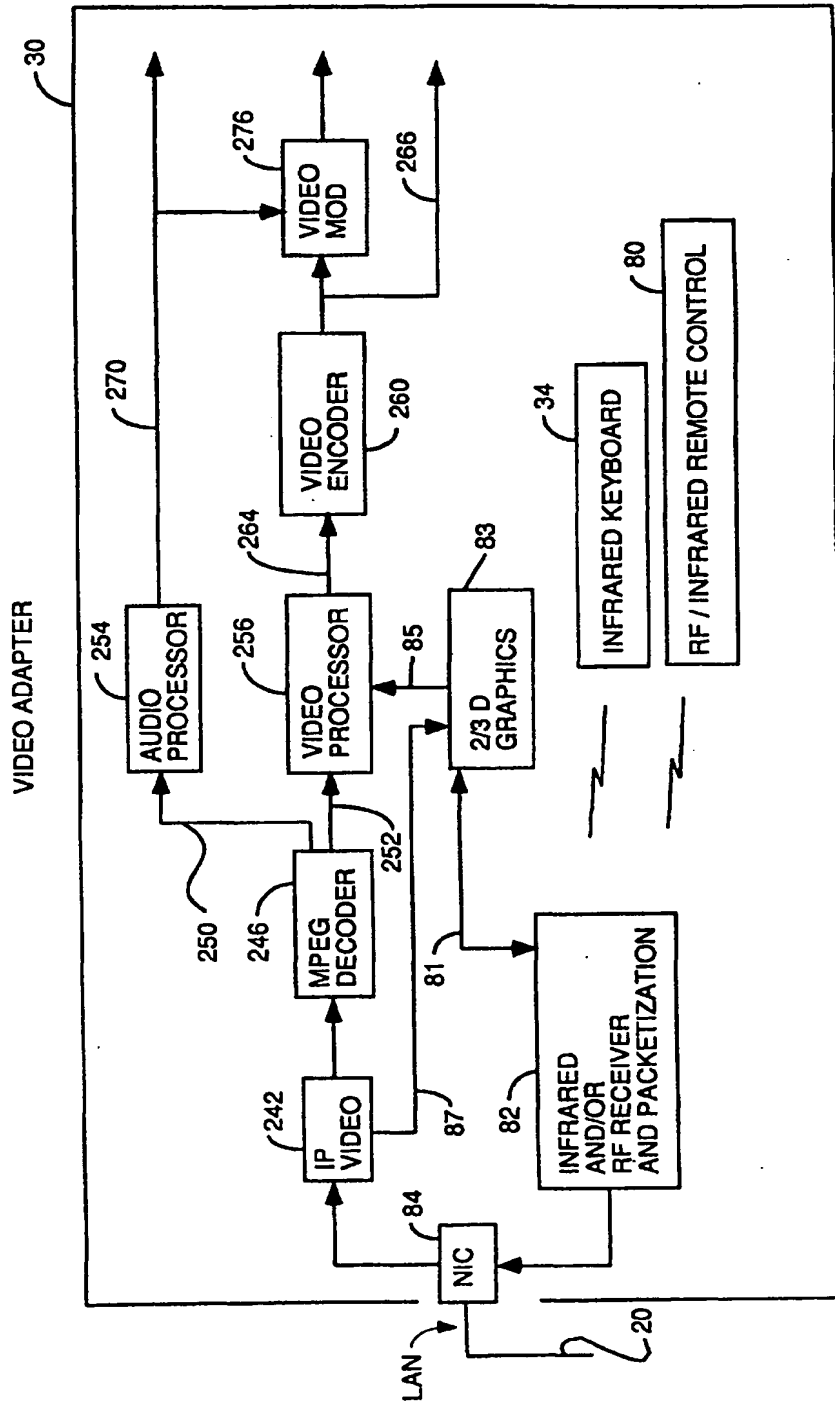 VIDEO ADAPTER
30
270
254
AUDIO
PROCESSOR
250
276
VIDEO
MOD
266
VIDEO
ENCODER
260
264
256
VIDEO
PROCESSOR
252
246
MPEG
DECODER
242
IP
VIDEO
87
85
83
2/3 D
GRAPHICS
81
84
NIC
LAN
20
82
INFRARED
AND/OR
RF RECEIVER
AND PACKETIZATION
34
INFRARED KEYBOARD
80
RF / INFRARED REMOTE CONTROL